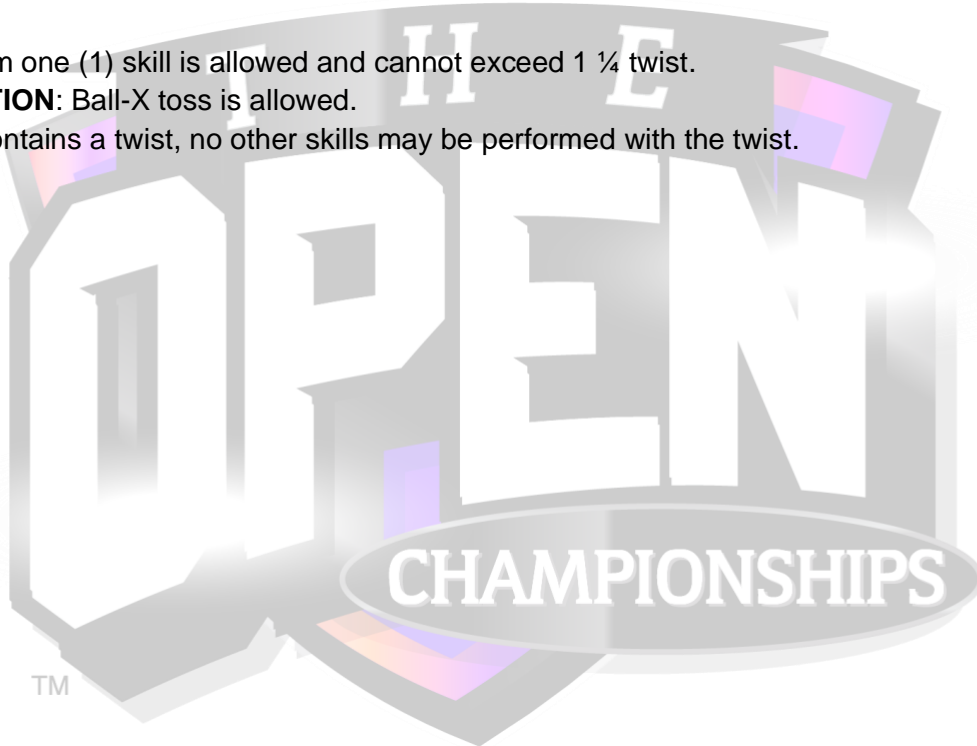 m one (1) skill is allowed and cannot exceed 1 ¼ twist.
TION: Ball-X toss is allowed.
ontains a twist, no other skills may be performed with the twist.
THE
OPEN
CHAMPIONSHIPS
TM